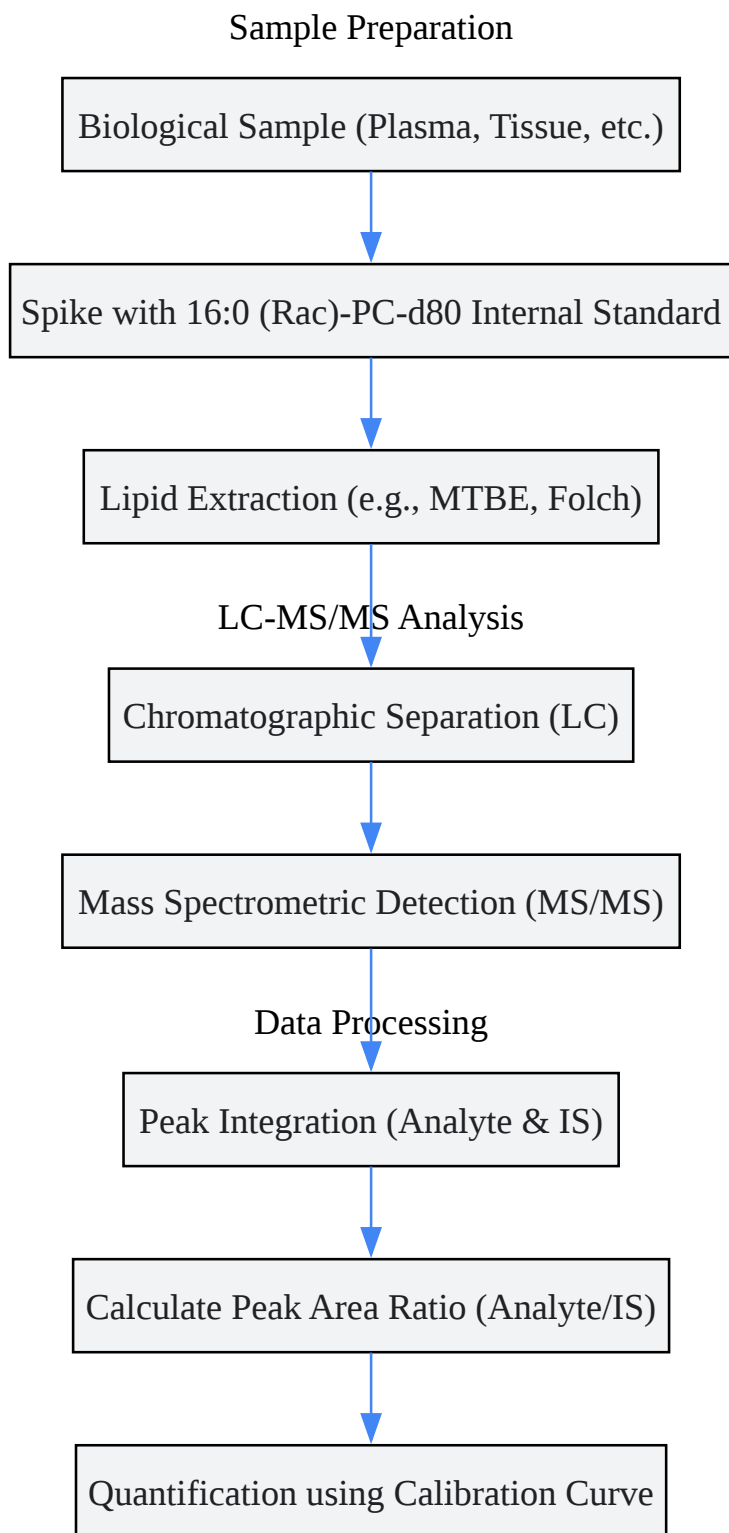 Sample Preparation
Biological Sample (Plasma, Tissue, etc.)
Spike with 16:0 (Rac)-PC-d80 Internal Standard
Lipid Extraction (e.g., MTBE, Folch)
LC-MS/MS Analysis
Chromatographic Separation (LC)
Mass Spectrometric Detection (MS/MS)
Data Processing
Peak Integration (Analyte & IS)
Calculate Peak Area Ratio (Analyte/IS)
Quantification using Calibration Curve